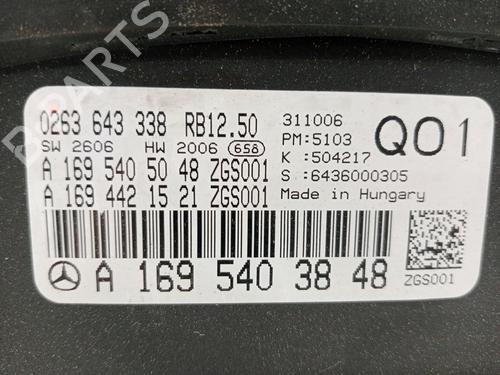 B PARTS
0263 643 338 RB12.50
SW 2606 HW 2006 658
A 169 540 50 48 ZGS001
A 169 442 15 21 ZGS001
311006
PM:5103
K :504217
S :6436000305
Made in Hungary
Q01
A 169 540 38 48
ZGS001